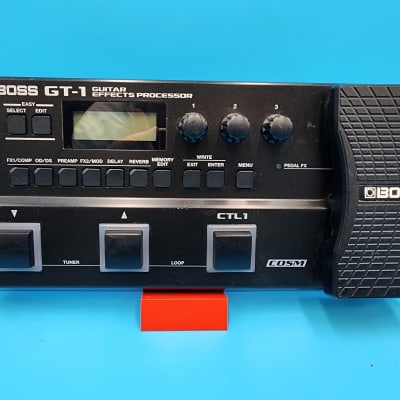 BOSS GT-1 GUITAR
EFFECTS PROCESSOR
EASY
SELECT EDIT
1 2 3
FX1/COMP OD/DS PREAMP FX2/MOD DELAY REVERB MEMORY
EDIT
WRITE
EXIT ENTER MENU
PEDAL FX
▼ ▲ CTL1
TUNER LOOP COSM
BO